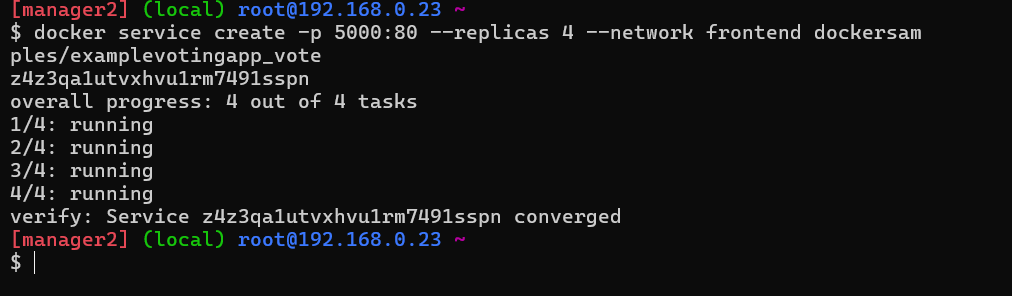 [manager2] (local) root@192.168.0.23 ~
$ docker service create -p 5000:80 --replicas 4 --network frontend dockersam
ples/examplevotingapp_vote
z4z3qa1utvxhvu1rm7491sspn
overall progress: 4 out of 4 tasks
1/4: running
2/4: running
3/4: running
4/4: running
verify: Service z4z3qa1utvxhvu1rm7491sspn converged
[manager2] (local) root@192.168.0.23 ~
$